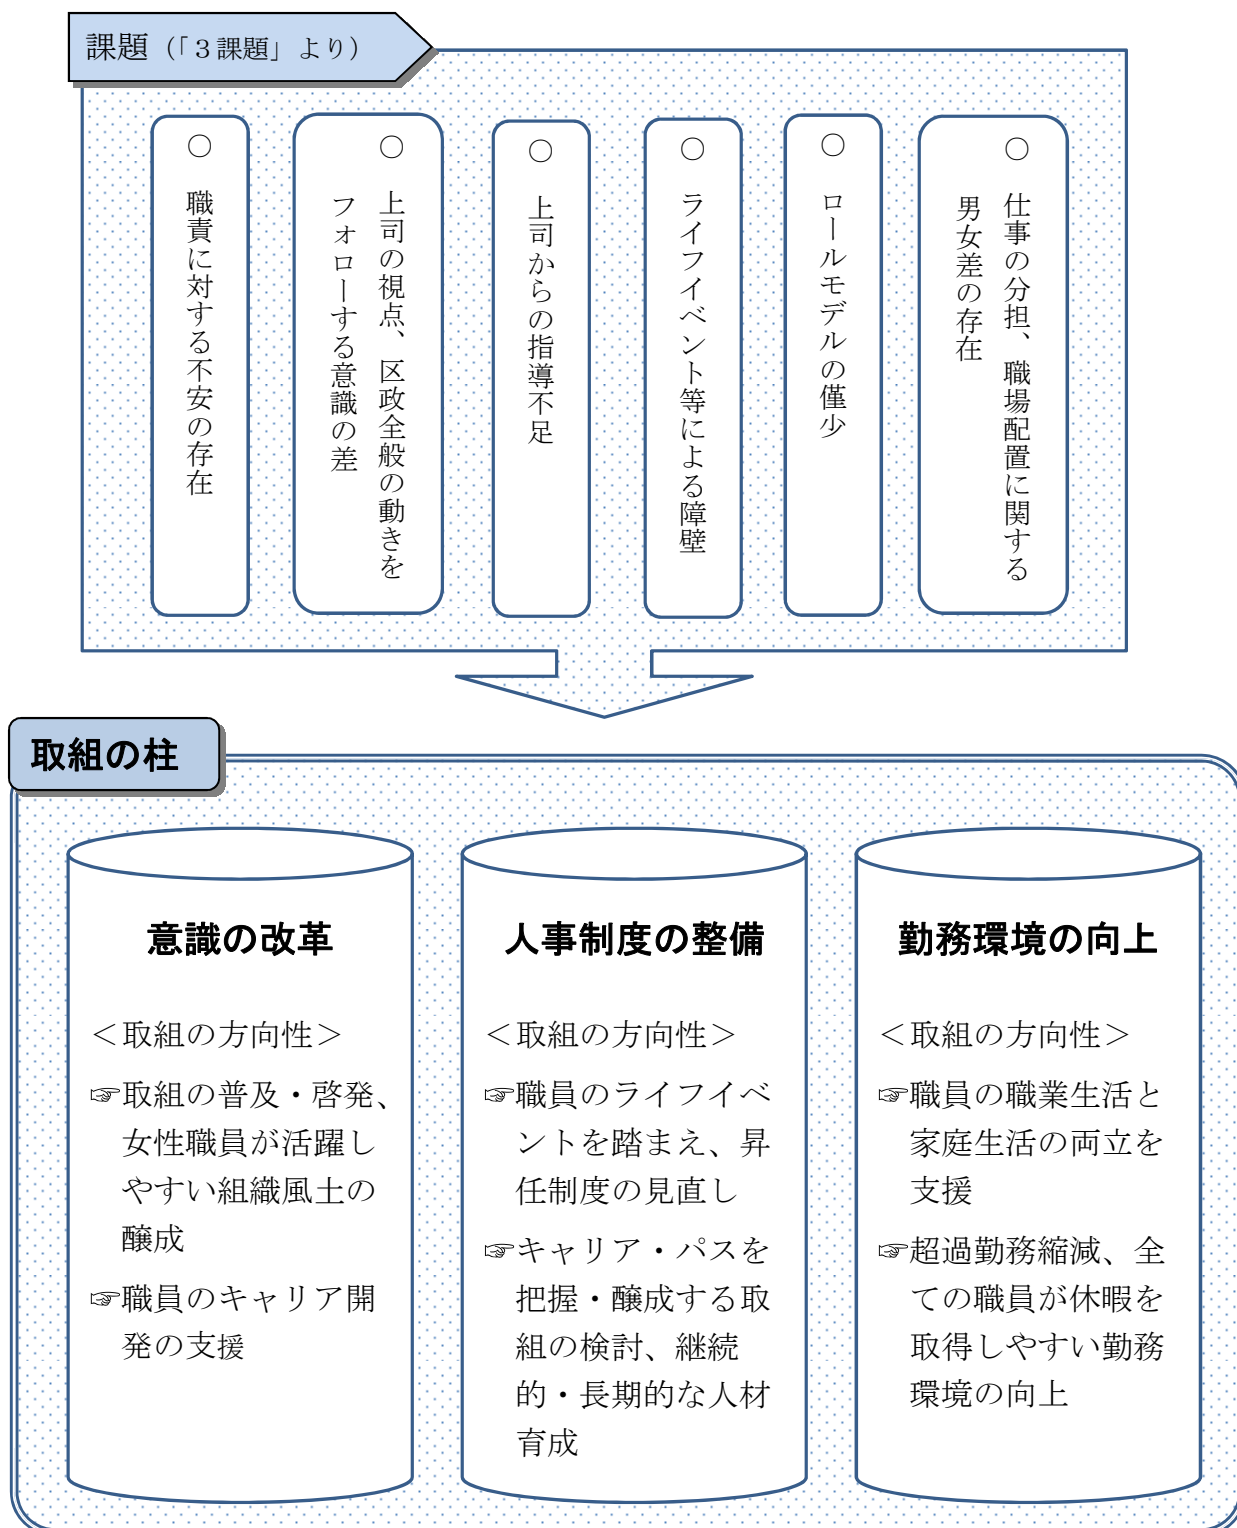 課題（「３課題」より）
○　仕事の分担、職場配置に関する
男女差の存在
○　ロールモデルの僅少
○　ライフイベント等による障壁
○　上司からの指導不足
○　上司の視点、区政全般の動きを
フォローする意識の差
○　職責に対する不安の存在
取組の柱
意識の改革
＜取組の方向性＞
☞取組の普及・啓発、
女性職員が活躍し
やすい組織風土の
醸成
☞職員のキャリア開
発の支援
人事制度の整備
＜取組の方向性＞
☞職員のライフイベ
ントを踏まえ、昇
任制度の見直し
☞キャリア・パスを
把握・醸成する取
組の検討、継続
的・長期的な人材
育成
勤務環境の向上
＜取組の方向性＞
☞職員の職業生活と
家庭生活の両立を
支援
☞超過勤務縮減、全
ての職員が休暇を
取得しやすい勤務
環境の向上